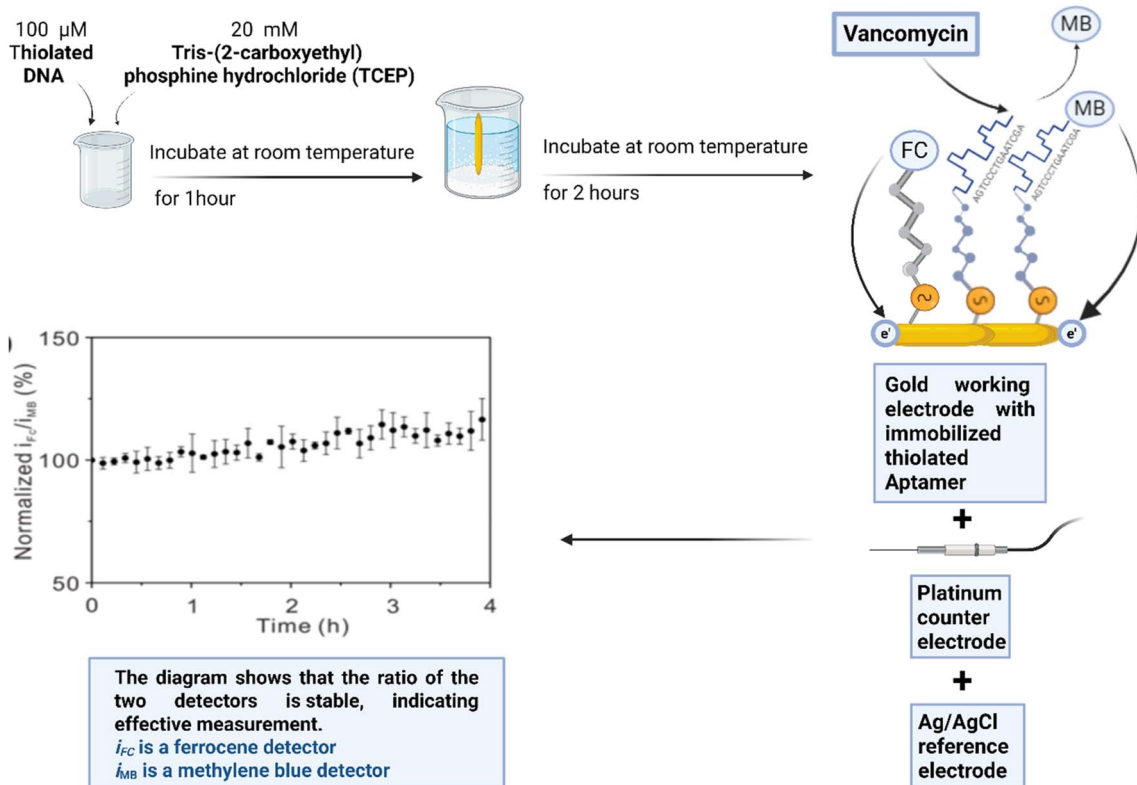 100 µM
Thiolated
DNA
20 mM
Tris-(2-carboxyethyl)
phosphine hydrochloride (TCEP)
Incubate at room temperature
for 1hour
Incubate at room temperature
for 2 hours
Vancomycin
MB
MB
FC
AGTCCCTGAATCGA
AGTCCCTGAATCGA
S
S
S
e'
e'
Gold working
electrode with
immobilized
thiolated
Aptamer
+
Platinum
counter
electrode
+
Ag/AgCl
reference
electrode
Normalized iFc/iMB (%)
150
100
50
0
1
2
3
4
Time (h)
The diagram shows that the ratio of the
two detectors is stable, indicating
effective measurement.
iFC is a ferrocene detector
iMB is a methylene blue detector